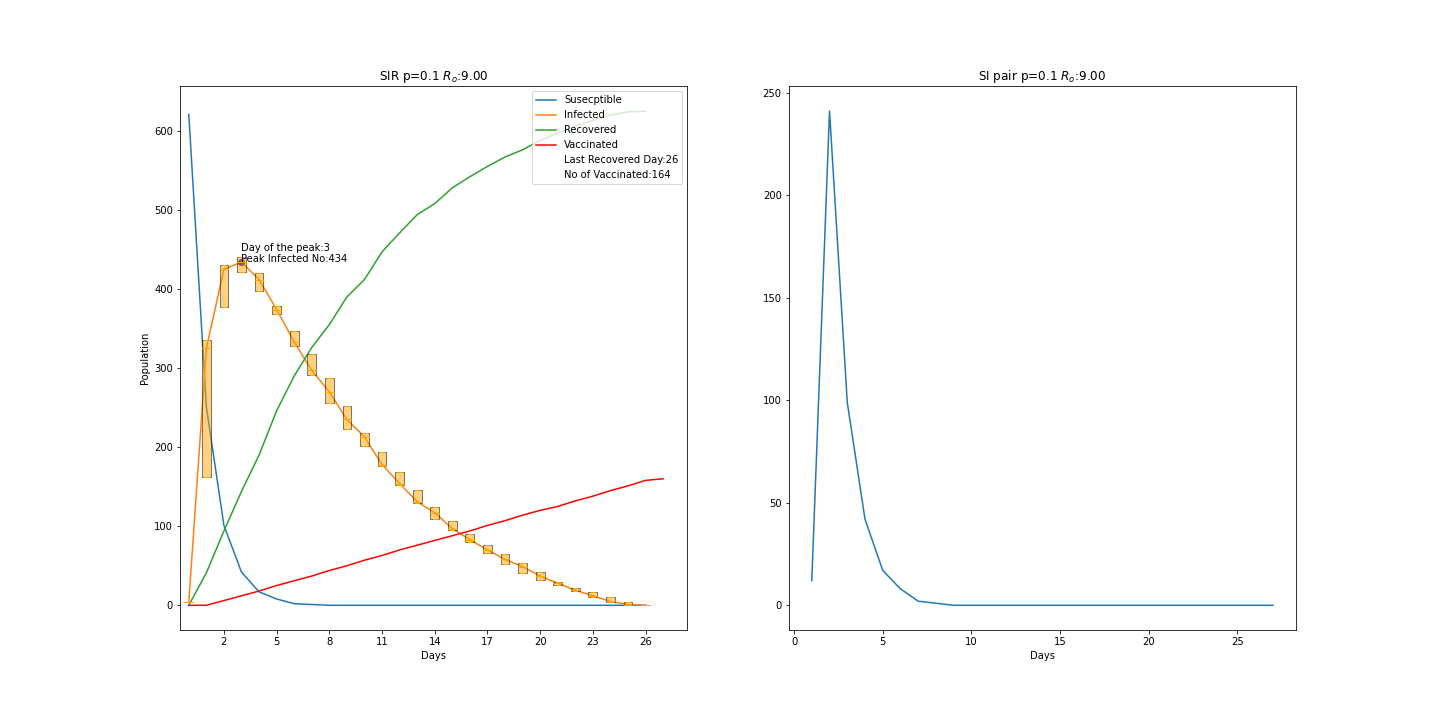 SIR p=0.1 Rₒ:9.00
Susecptible
Infected
Recovered
Vaccinated
Last Recovered Day:26
No of Vaccinated:164
Day of the peak:3
Peak Infected No:434
Population
600
500
400
300
200
100
0
2 5 8 11 14 17 20 23 26
Days
SI pair p=0.1 Rₒ:9.00
250
200
150
100
50
0
0 5 10 15 20 25
Days